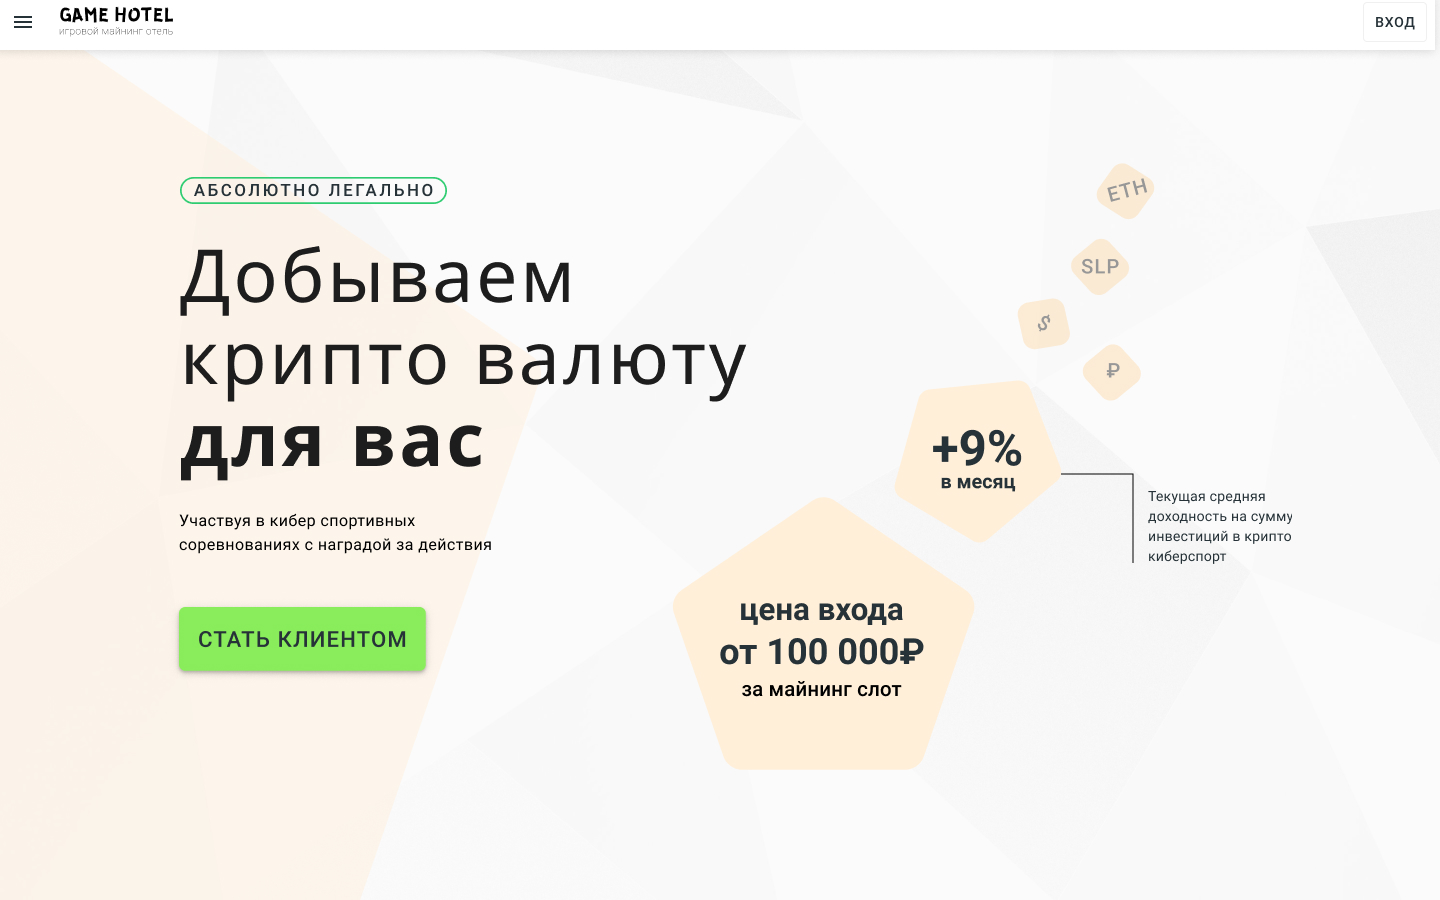 GAME HOTEL
игровой майнинг отель
ВХОД
АБСОЛЮТНО ЛЕГАЛЬНО
Добываем
крипто валюту
для вас
Участвуя в кибер спортивных
соревнованиях с наградой за действия
СТАТЬ КЛИЕНТОМ
ETH
SLP
$
₽
+9%
в месяц
Текущая средняя
доходность на сумму
инвестиций в крипто
киберспорт
цена входа
от 100 000₽
за майнинг слот